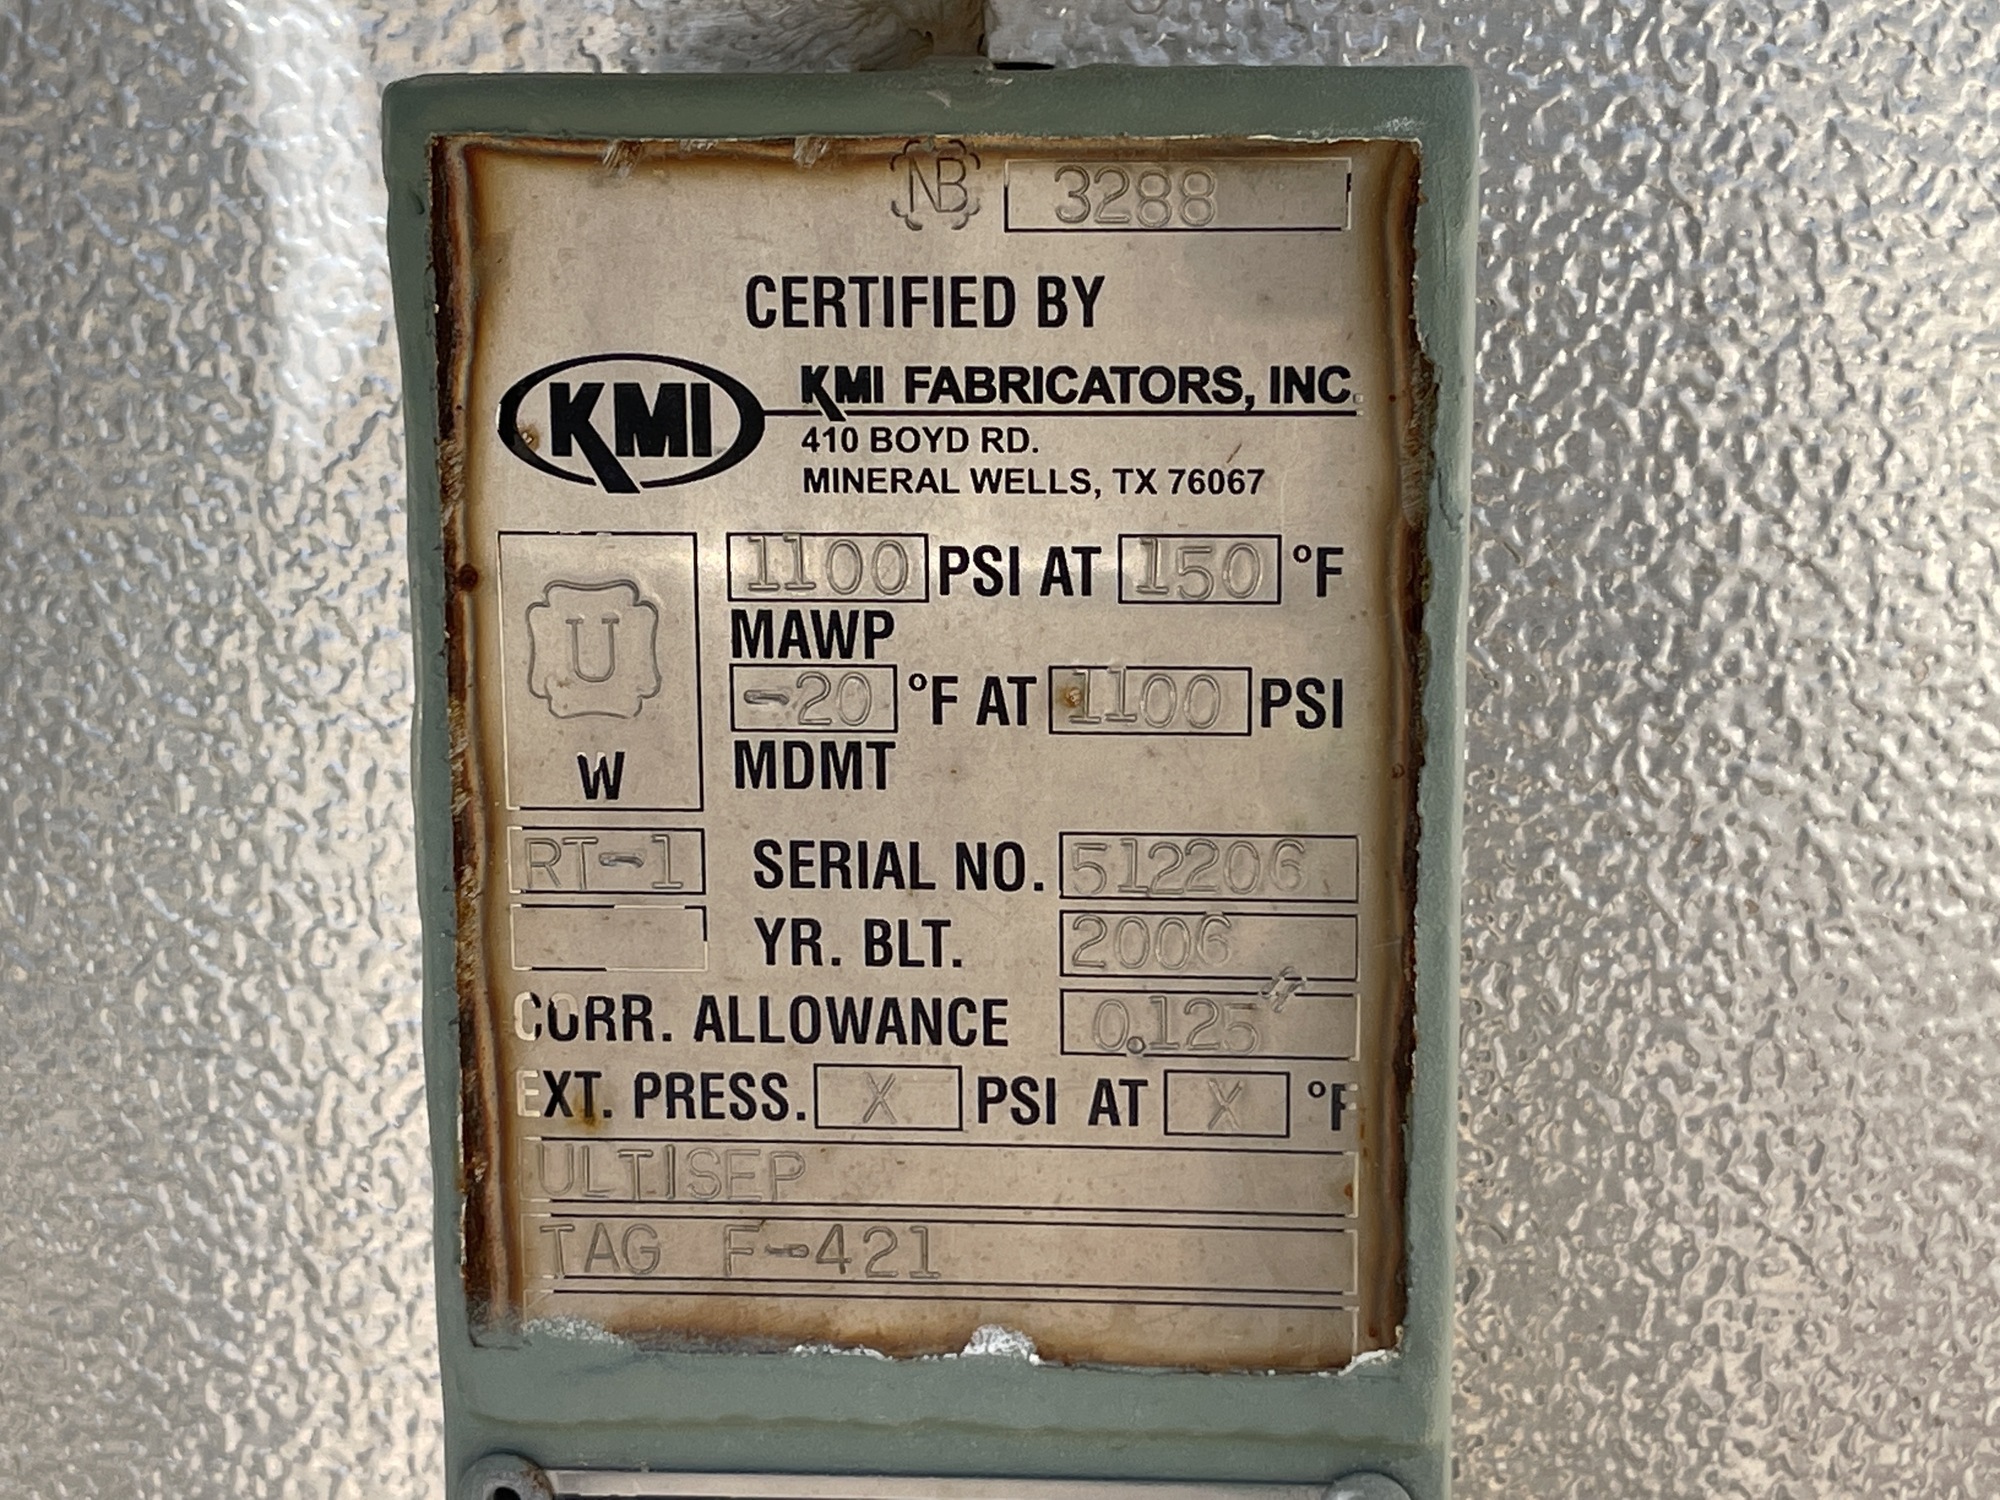 NB 3288
CERTIFIED BY
KMI KMI FABRICATORS, INC.
410 BOYD RD.
MINERAL WELLS, TX 76067
1100 PSI AT 150 °F
MAWP
U
-20 °F AT 1100 PSI
W MDMT
RT-1 SERIAL NO. 512206
YR. BLT. 2006
CORR. ALLOWANCE 0.125"
EXT. PRESS. X PSI AT X °F
ULTISEP
TAG F-421